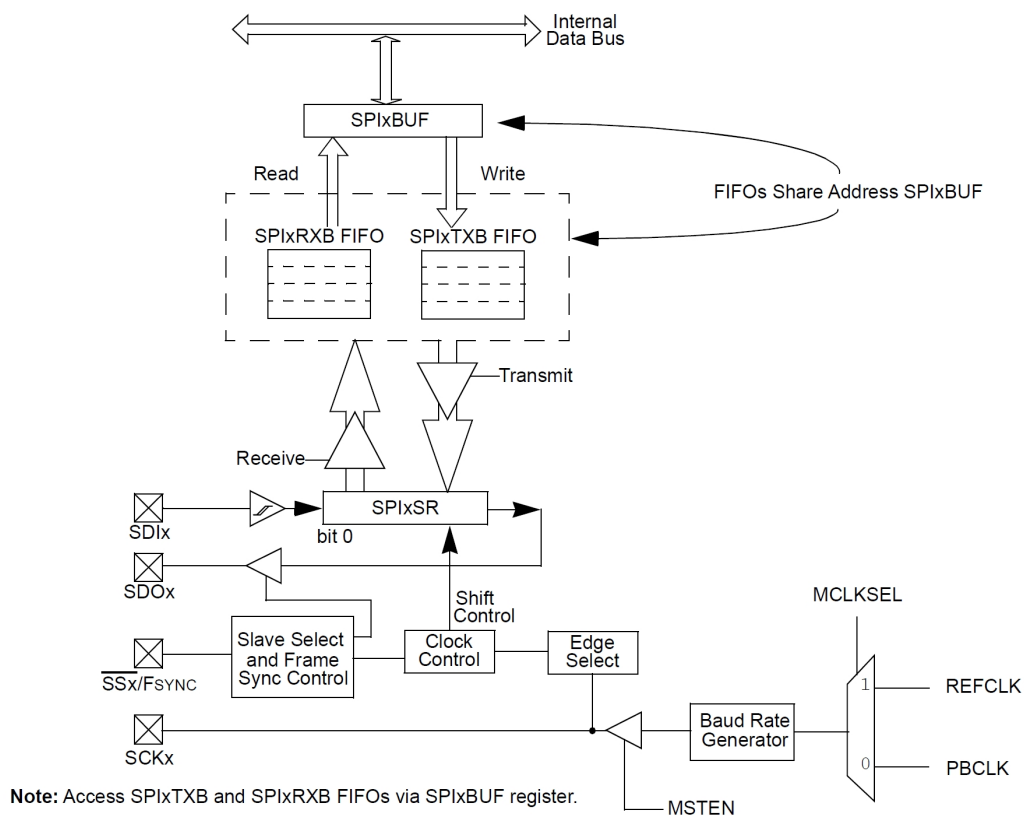 Internal
Data Bus
SPIxBUF
Read
Write
FIFOs Share Address SPIxBUF
SPIxRXB FIFO
SPIxTXB FIFO
Transmit
Receive
SPIxSR
SDIx
bit 0
SDOx
Shift
Control
MCLKSEL
Slave Select
and Frame
Sync Control
Clock
Control
Edge
Select
SSx/FSYNC
1
REFCLK
Baud Rate
Generator
SCKx
0
PBCLK
Note: Access SPIxTXB and SPIxRXB FIFOs via SPIxBUF register.
MSTEN